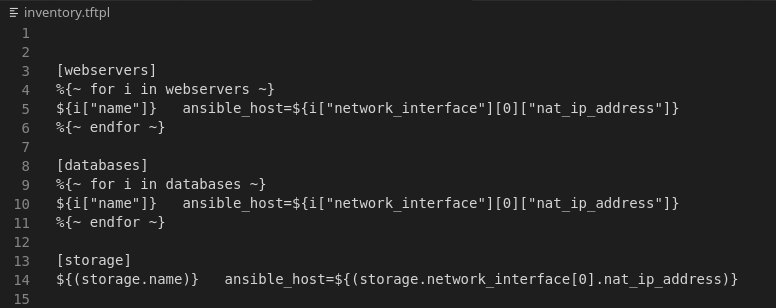 inventory.tftpl
1
2
3 [webservers]
4 %{~ for i in webservers ~}
5 ${i["name"]}   ansible_host=${i["network_interface"][0]["nat_ip_address"]}
6 %{~ endfor ~}
7
8 [databases]
9 %{~ for i in databases ~}
10 ${i["name"]}   ansible_host=${i["network_interface"][0]["nat_ip_address"]}
11 %{~ endfor ~}
12
13 [storage]
14 ${(storage.name)}   ansible_host=${(storage.network_interface[0].nat_ip_address)}
15